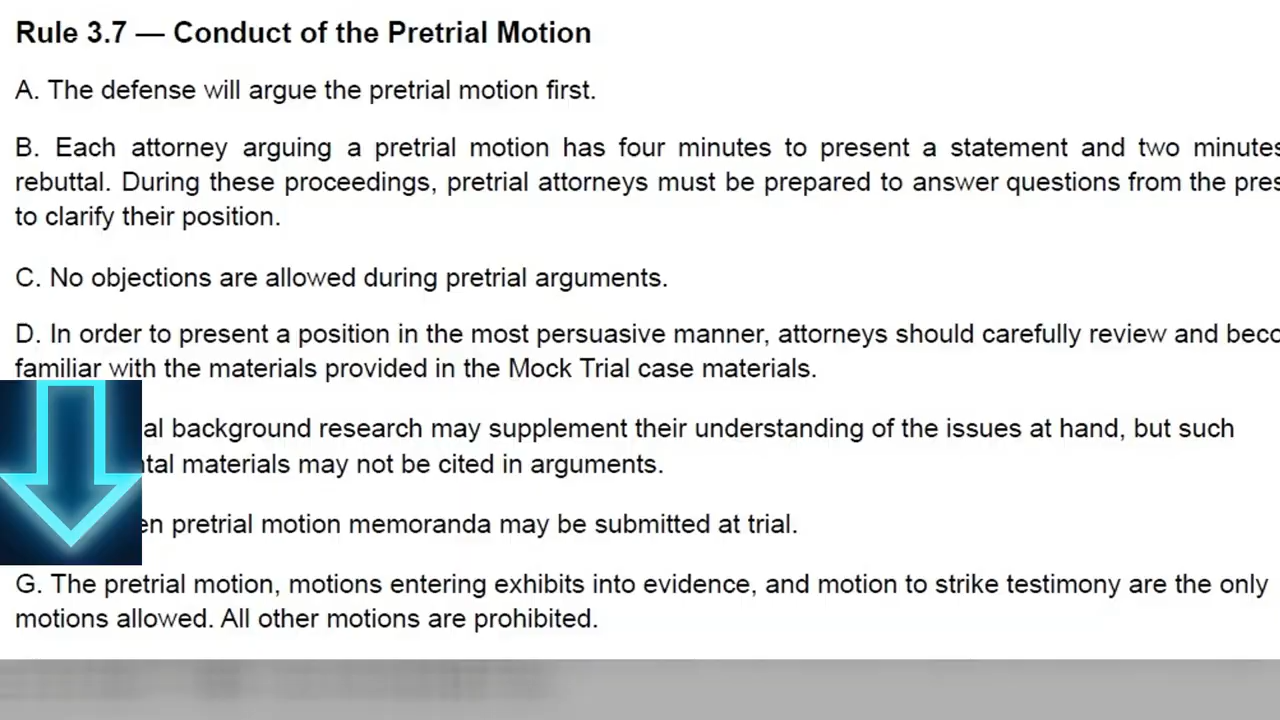 Rule 3.7 — Conduct of the Pretrial Motion
A. The defense will argue the pretrial motion first.
B. Each attorney arguing a pretrial motion has four minutes to present a statement and two minutes
rebuttal. During these proceedings, pretrial attorneys must be prepared to answer questions from the
to clarify their position.
C. No objections are allowed during pretrial arguments.
D. In order to present a position in the most persuasive manner, attorneys should carefully review and
familiar with the materials provided in the Mock Trial case materials.
background research may supplement their understanding of the issues at hand, but such
materials may not be cited in arguments.
pretrial motion memoranda may be submitted at trial.
G. The pretrial motion, motions entering exhibits into evidence, and motion to strike testimony are the only
motions allowed. All other motions are prohibited.